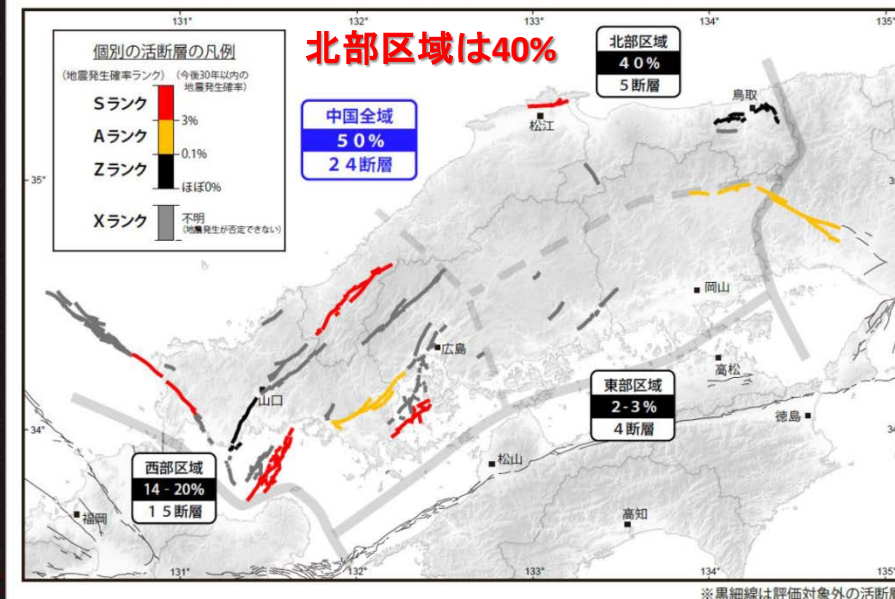 北部区域は40%
個別の活断層の凡例
(地震発生確率ランク)
(今後30年以内の
地震発生確率)
Sランク
3%
Aランク
0.1%
Zランク
ほぼ0%
Xランク
不明
(地震発生が否定できない)
中国全域
50%
24断層
北部区域
40%
5断層
東部区域
2-3%
4断層
西部区域
14-20%
15断層
131°
132°
133°
134°
135°
35°
34°
131°
132°
133°
134°
135°
鳥取
松江
岡山
広島
高松
山口
徳島
松山
高知
福岡
※黒細線は評価対象外の活断層